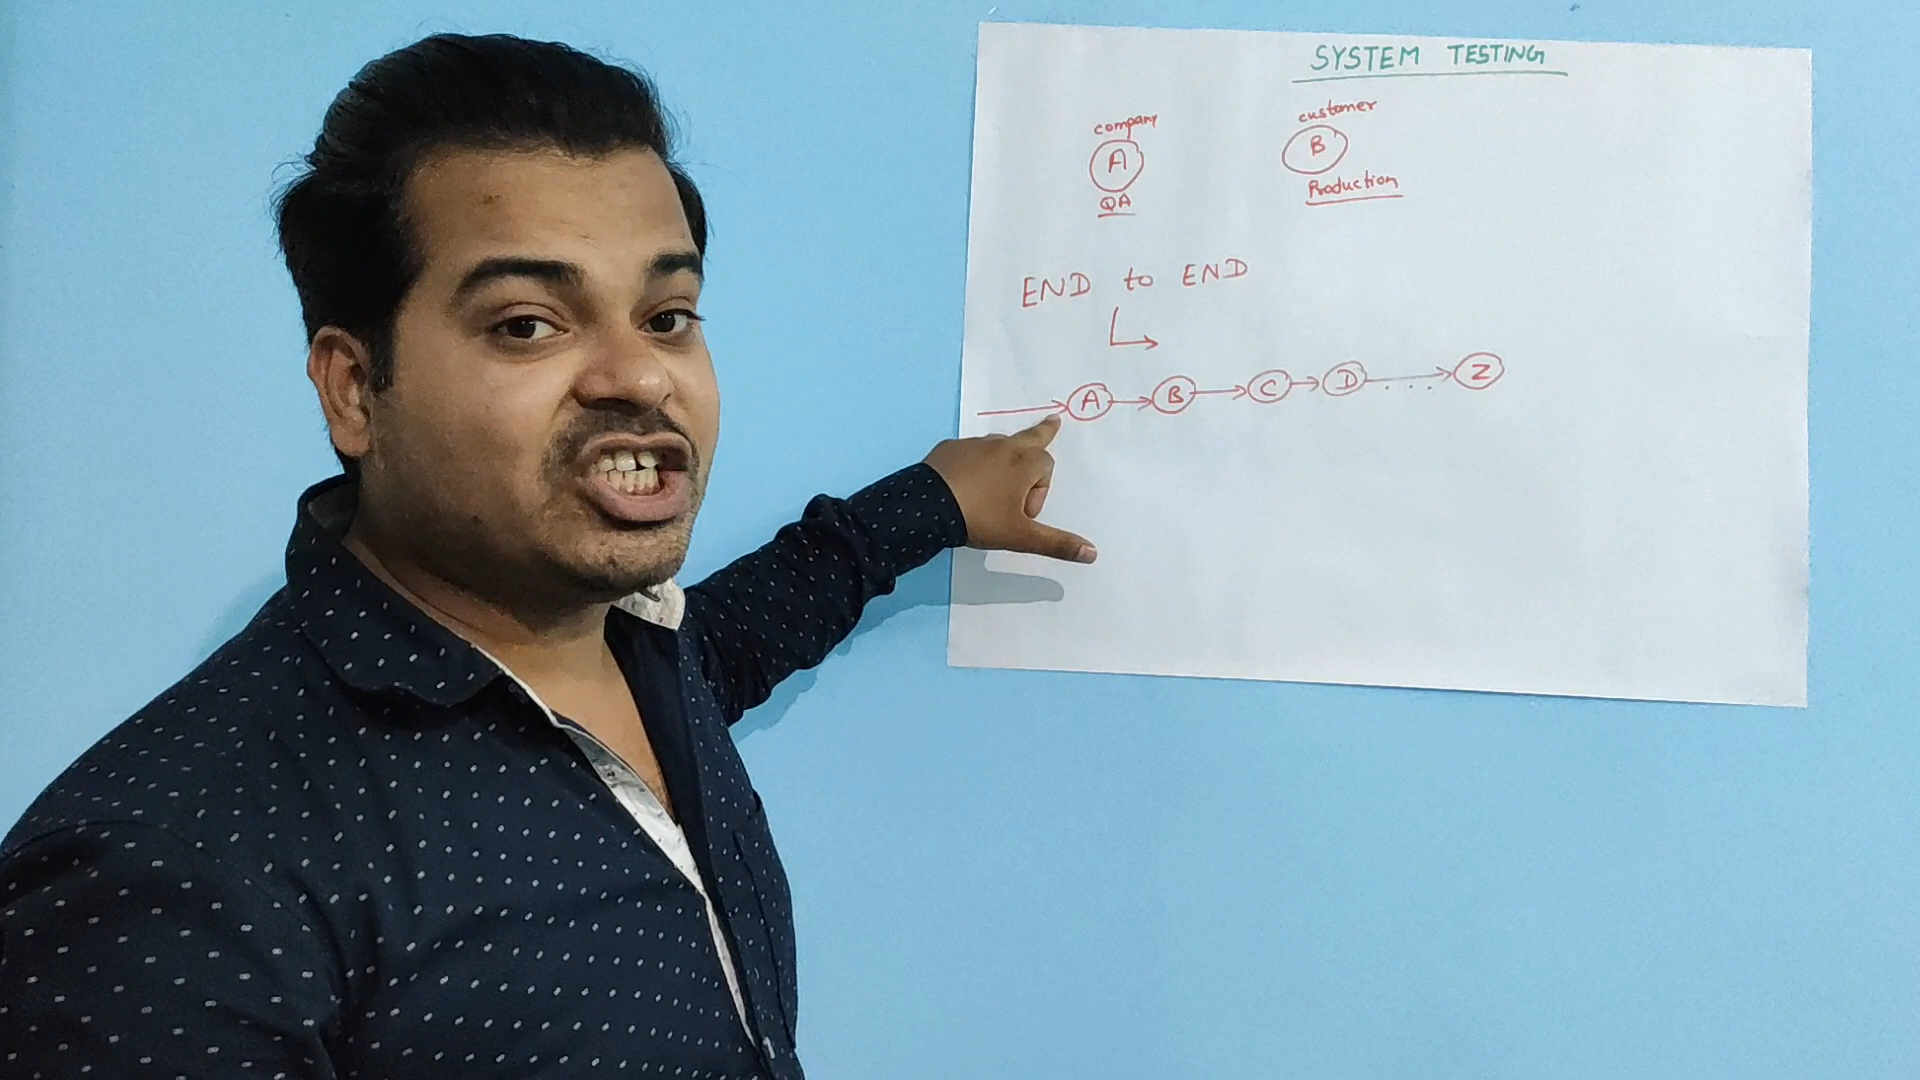 SYSTEM TESTING
company
A
QA
customer
B
Production
END to END
A B C D .... Z